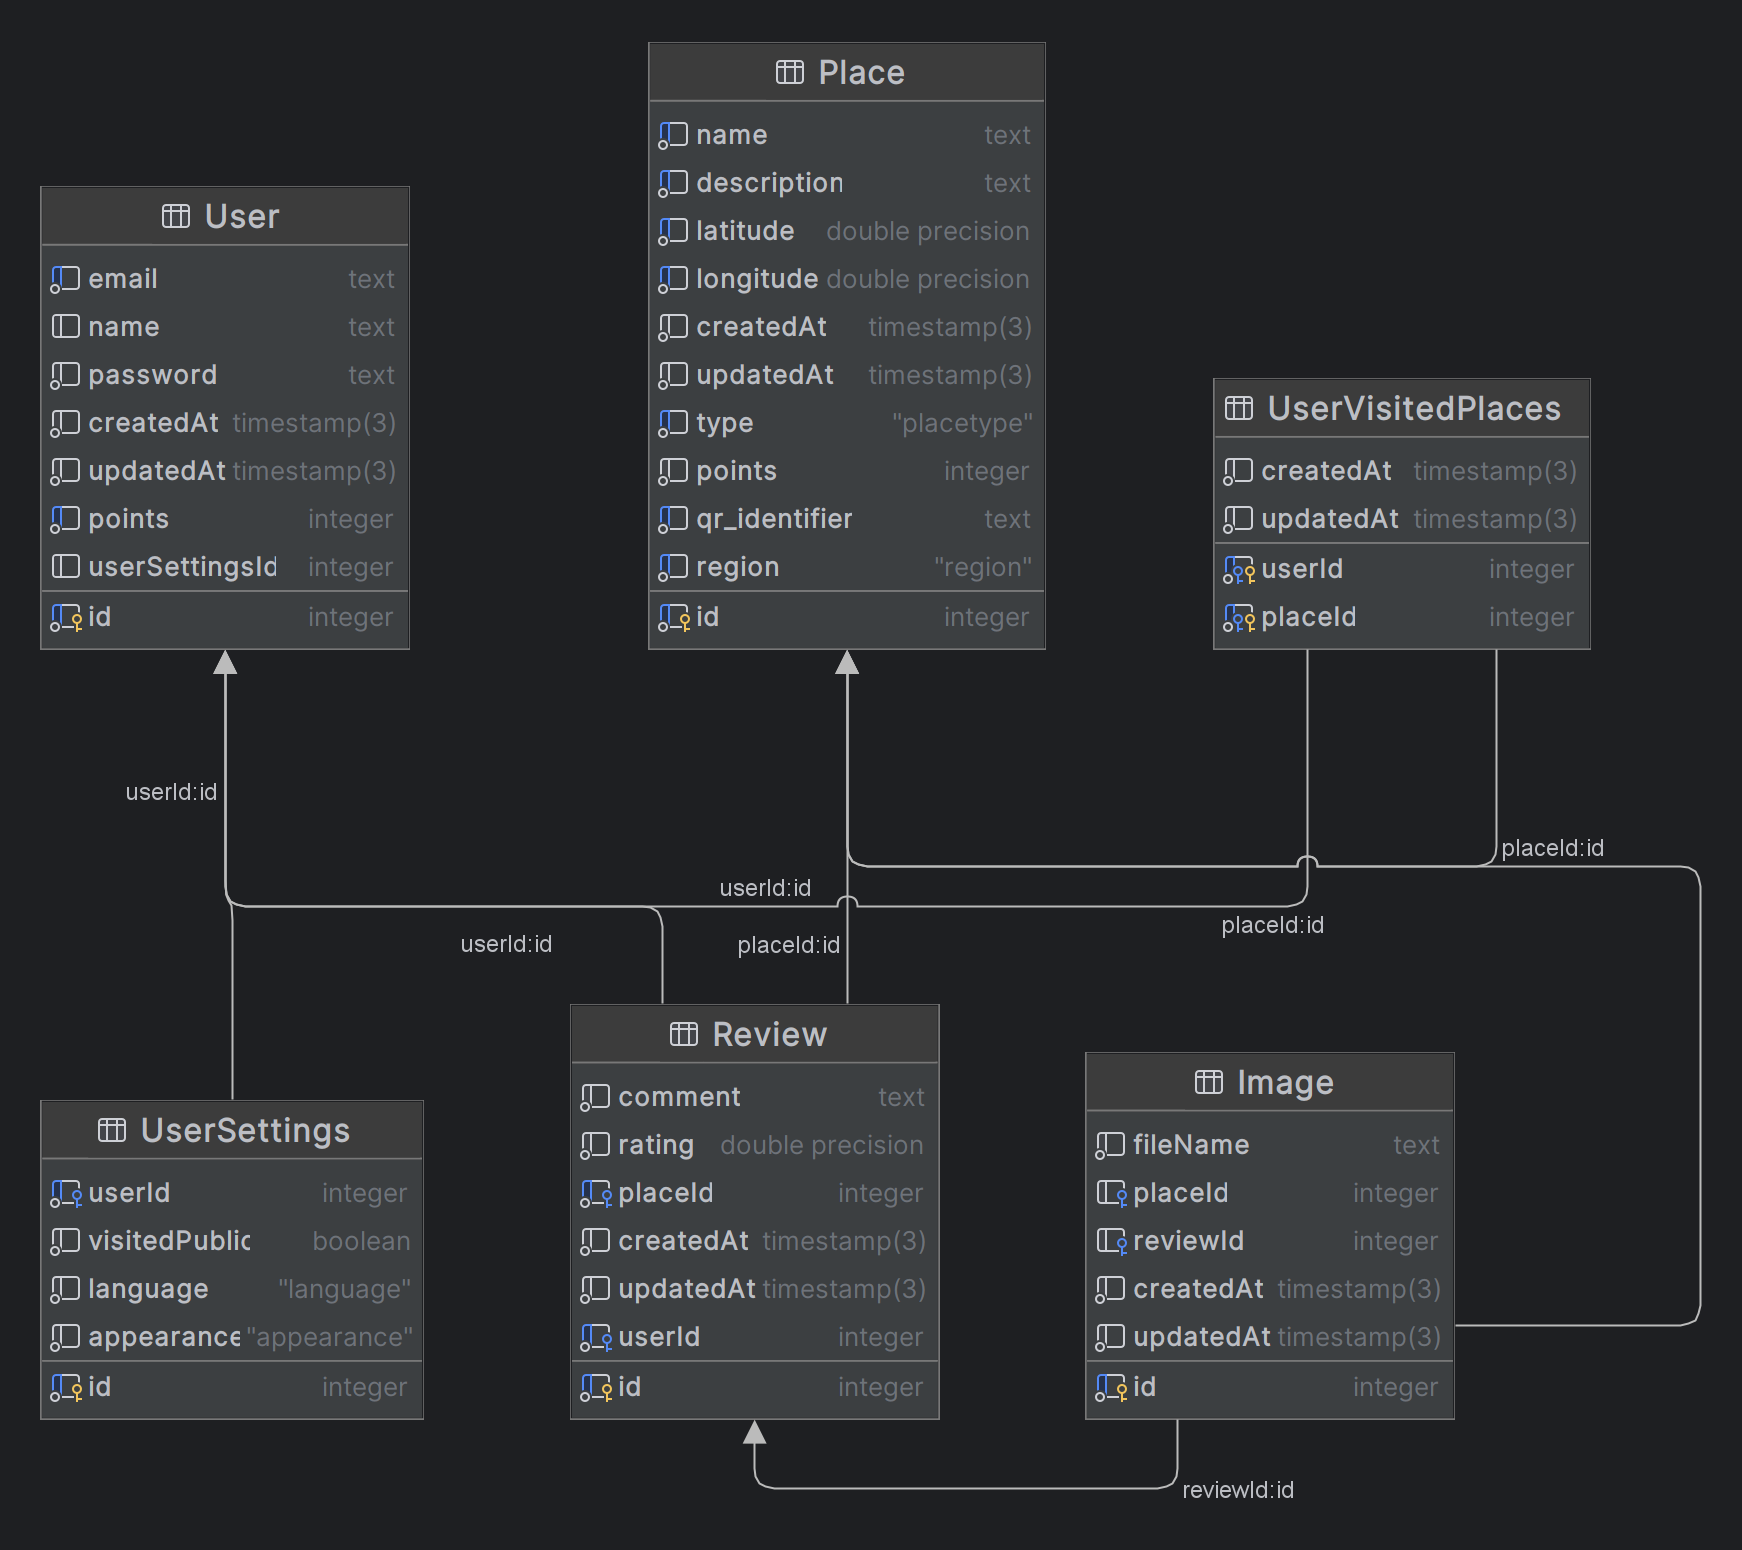 Place
name text
description text
latitude double precision
longitude double precision
createdAt timestamp(3)
updatedAt timestamp(3)
type "placetype"
points integer
qr_identifier text
region "region"
id integer
User
email text
name text
password text
createdAt timestamp(3)
updatedAt timestamp(3)
points integer
userSettingsId integer
id integer
UserVisitedPlaces
createdAt timestamp(3)
updatedAt timestamp(3)
userId integer
placeId integer
userId:id
placeId:id
userId:id
placeId:id
userId:id
placeId:id
Review
comment text
rating double precision
placeId integer
createdAt timestamp(3)
updatedAt timestamp(3)
userId integer
id integer
Image
fileName text
placeId integer
reviewId integer
createdAt timestamp(3)
updatedAt timestamp(3)
id integer
UserSettings
userId integer
visitedPublic boolean
language "language"
appearance "appearance"
id integer
reviewId:id